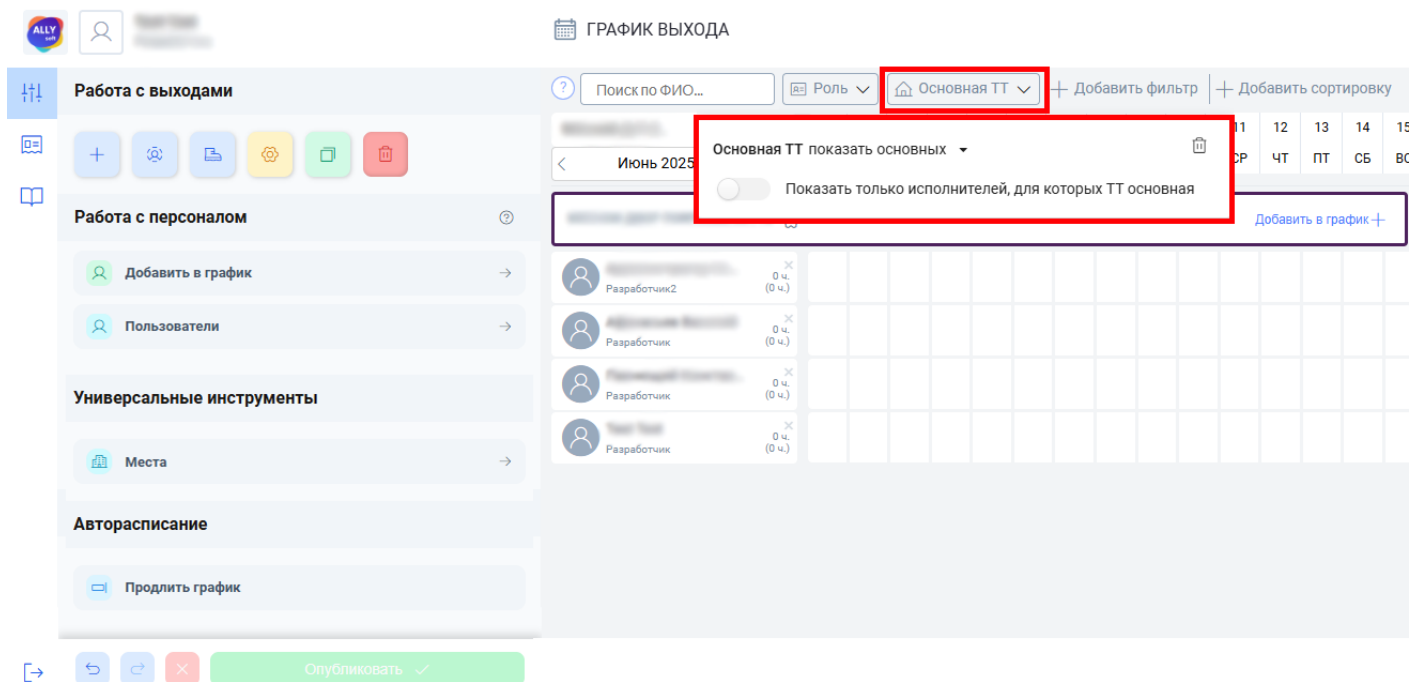 ALLY
soft
ГРАФИК ВЫХОДА
Работа с выходами
Работа с персоналом
Добавить в график
Пользователи
Универсальные инструменты
Места
Авторасписание
Продлить график
Опубликовать
Поиск по ФИО...
Роль
Основная ТТ
Добавить фильтр
Добавить сортировку
Июнь 2025
11 12 13 14 15
СР ЧТ ПТ СБ ВС
Основная ТТ показать основных
Показать только исполнителей, для которых ТТ основная
Добавить в график
0 ч.
Разработчик2 (0 ч.)
0 ч.
Разработчик (0 ч.)
0 ч.
Разработчик (0 ч.)
0 ч.
Разработчик (0 ч.)